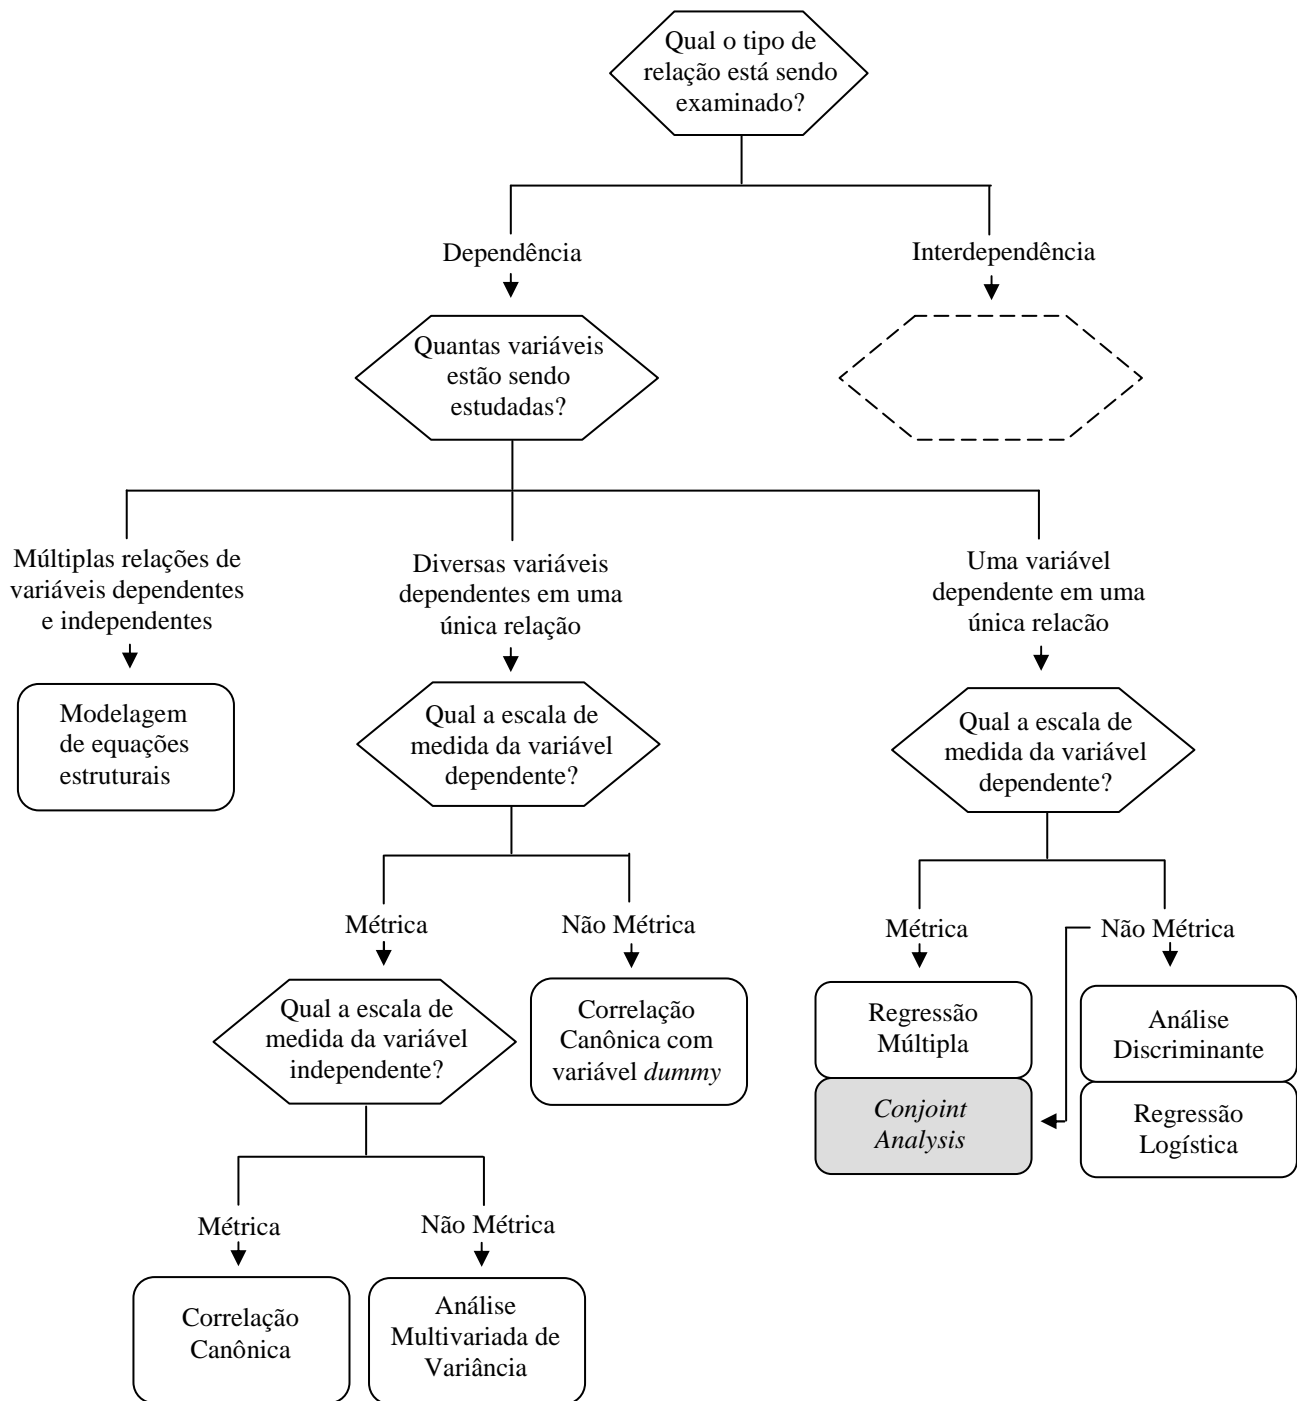 Qual o tipo de
relação está sendo
examinado?
Dependência
Interdependência
Quantas variáveis
estão sendo
estudadas?
Múltiplas relações de
variáveis dependentes
e independentes
Diversas variáveis
dependentes em uma
única relação
Uma variável
dependente em uma
única relacão
Modelagem
de equações
estruturais
Qual a escala de
medida da variável
dependente?
Qual a escala de
medida da variável
dependente?
Métrica
Não Métrica
Métrica
Não Métrica
Qual a escala de
medida da variável
independente?
Correlação
Canônica com
variável dummy
Regressão
Múltipla
Conjoint
Analysis
Análise
Discriminante
Regressão
Logística
Métrica
Não Métrica
Correlação
Canônica
Análise
Multivariada de
Variância